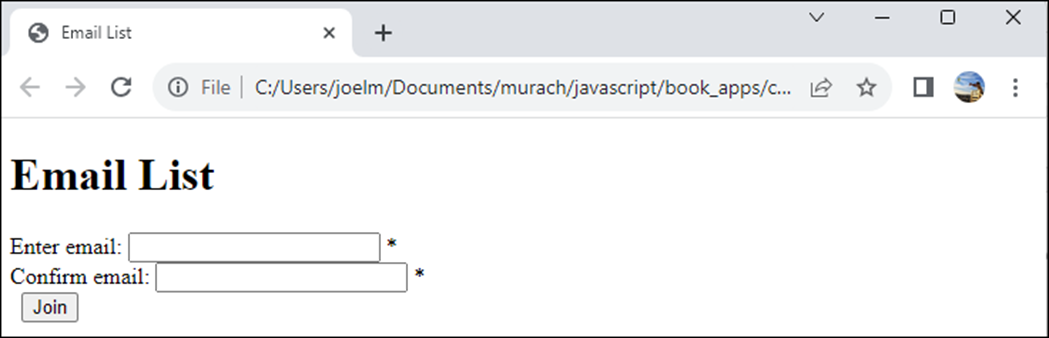 Email List
File C:/Users/joelm/Documents/murach/javascript/book_apps/c...
Email List
Enter email: *
Confirm email: *
Join